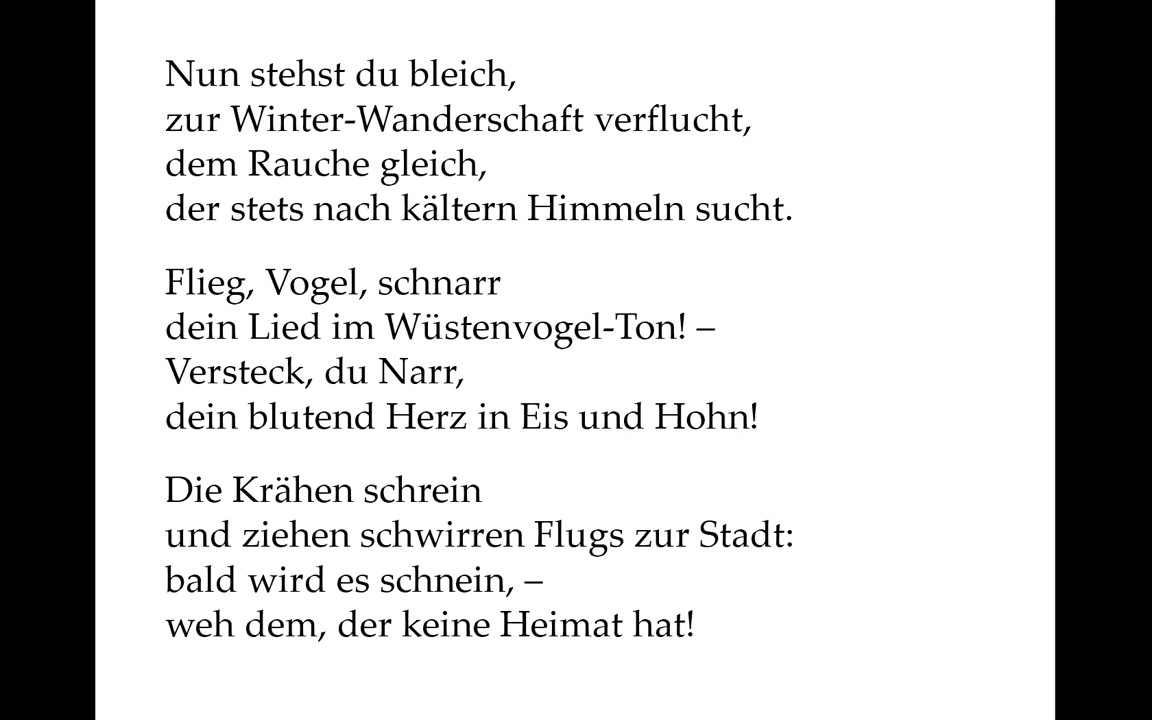 Nun stehst du bleich,
zur Winter-Wanderschaft verflucht,
dem Rauche gleich,
der stets nach kältern Himmeln sucht.
Flieg, Vogel, schnarr
dein Lied im Wüstenvogel-Ton! –
Versteck, du Narr,
dein blutend Herz in Eis und Hohn!
Die Krähen schrein
und ziehen schwirren Flugs zur Stadt:
bald wird es schnein, –
weh dem, der keine Heimat hat!